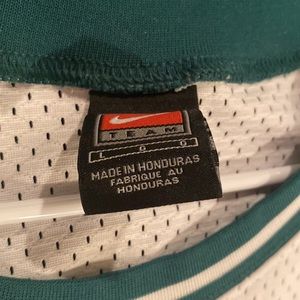 TEAM
L G G
MADE IN HONDURAS
FABRIQUE AU
HONDURAS